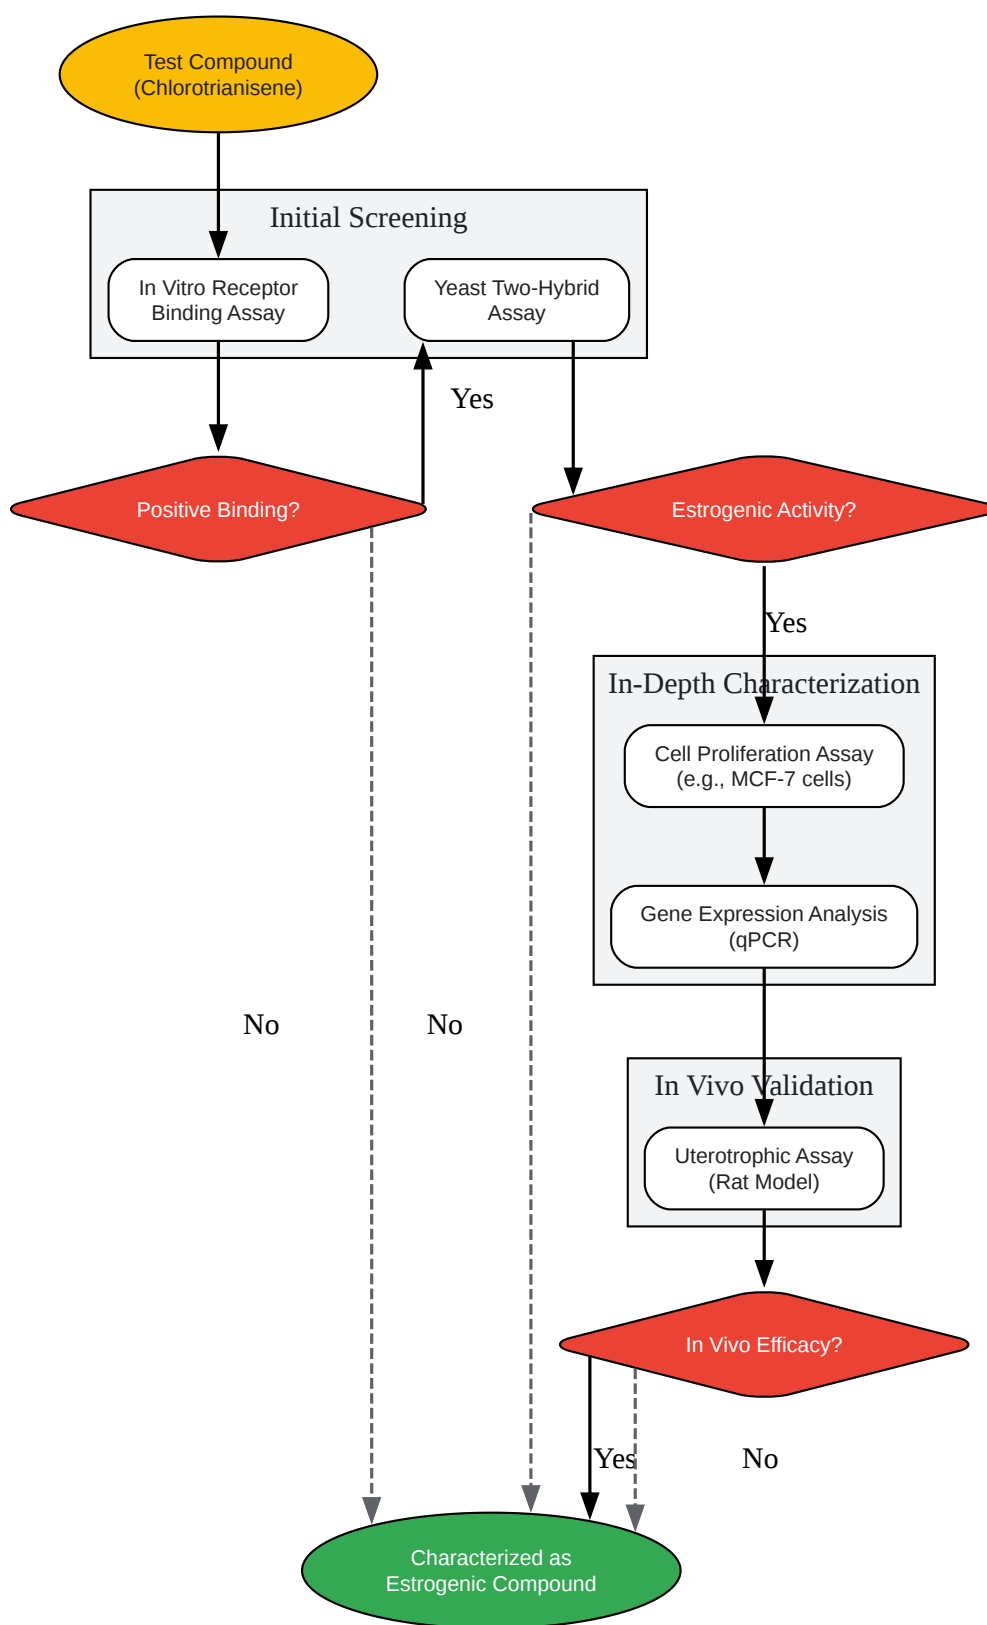 Test Compound
(Chlorotrianisene)
Initial Screening
In Vitro Receptor
Binding Assay
Yeast Two-Hybrid
Assay
Yes
Positive Binding?
Estrogenic Activity?
Yes
In-Depth Characterization
Cell Proliferation Assay
(e.g., MCF-7 cells)
Gene Expression Analysis
(qPCR)
No
No
In Vivo Validation
Uterotrophic Assay
(Rat Model)
In Vivo Efficacy?
Yes
No
Characterized as
Estrogenic Compound